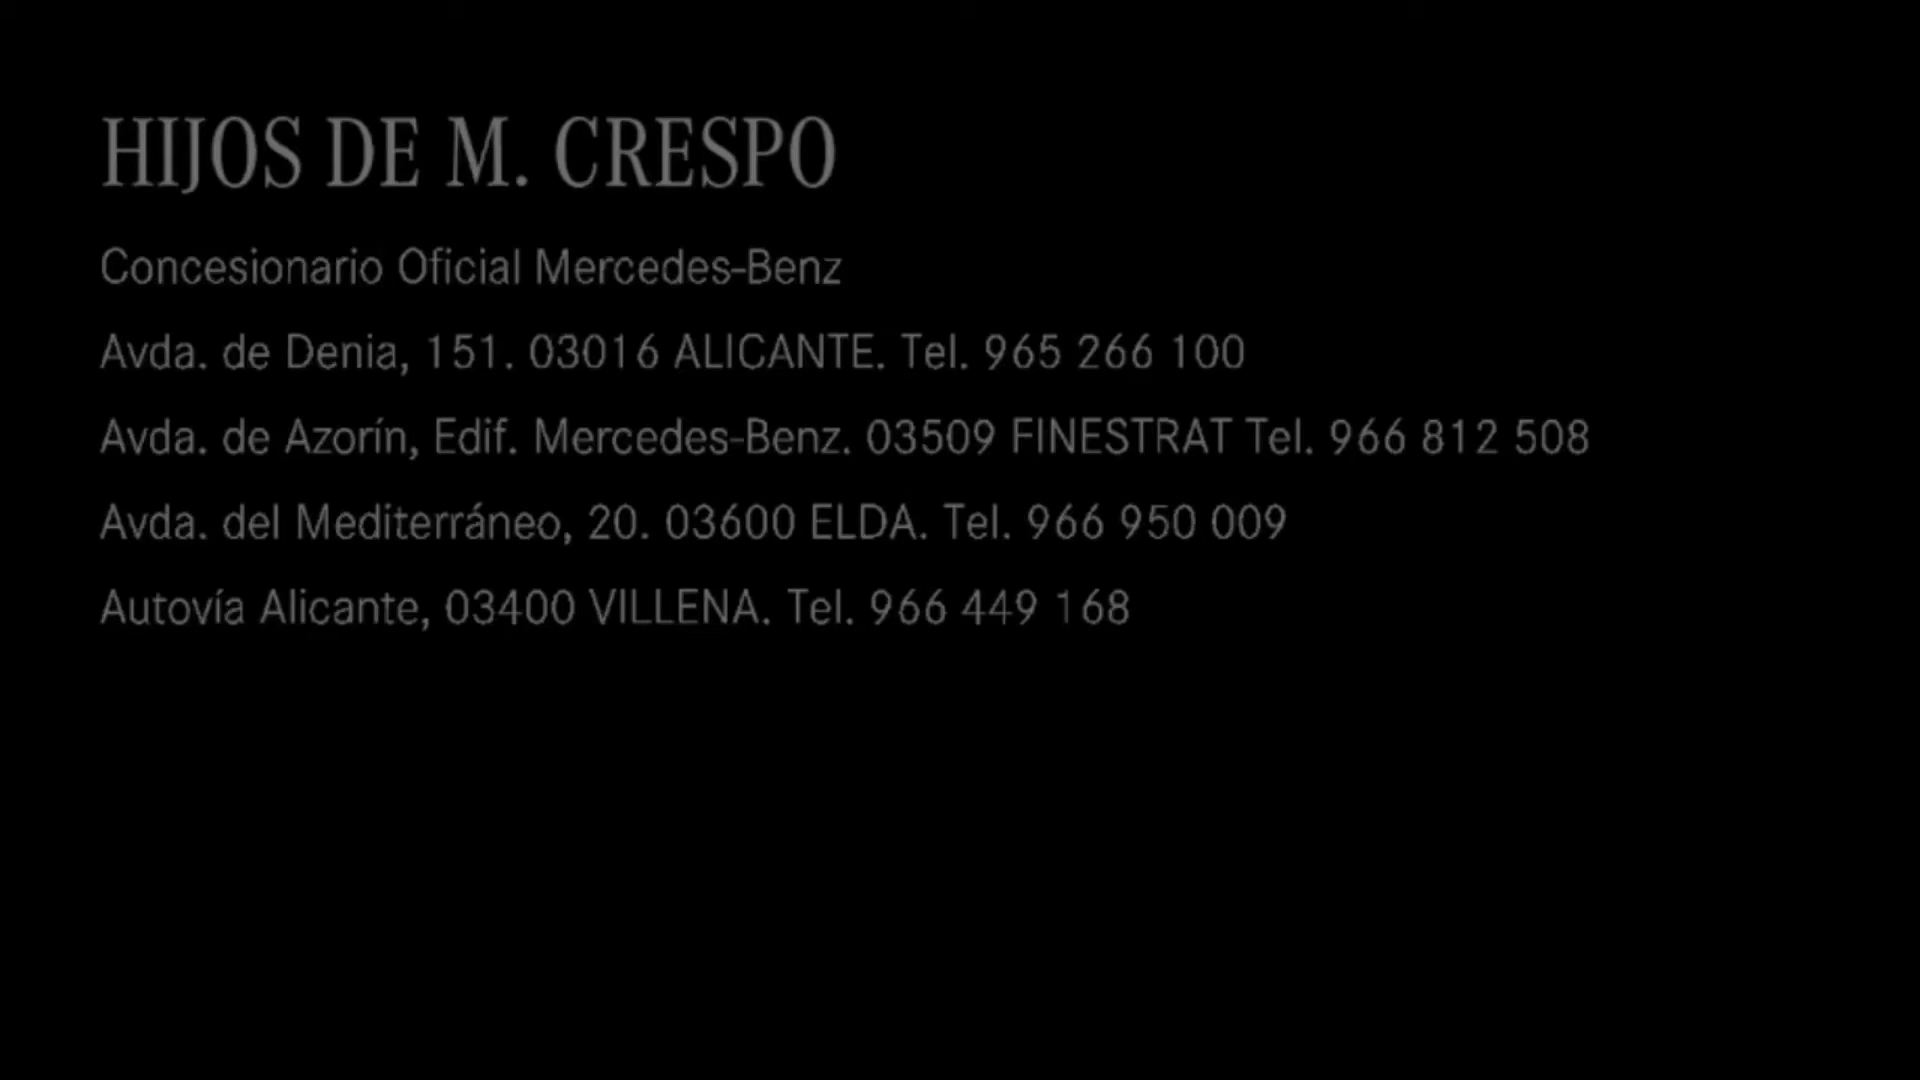 HIJOS DE M. CRESPO
Concesionario Oficial Mercedes-Benz
Avda. de Denia, 151. 03016 ALICANTE. Tel. 965 266 100
Avda. de Azorín, Edif. Mercedes-Benz. 03509 FINESTRAT Tel. 966 812 508
Avda. del Mediterráneo, 20. 03600 ELDA. Tel. 966 950 009
Autovía Alicante, 03400 VILLENA. Tel. 966 449 168